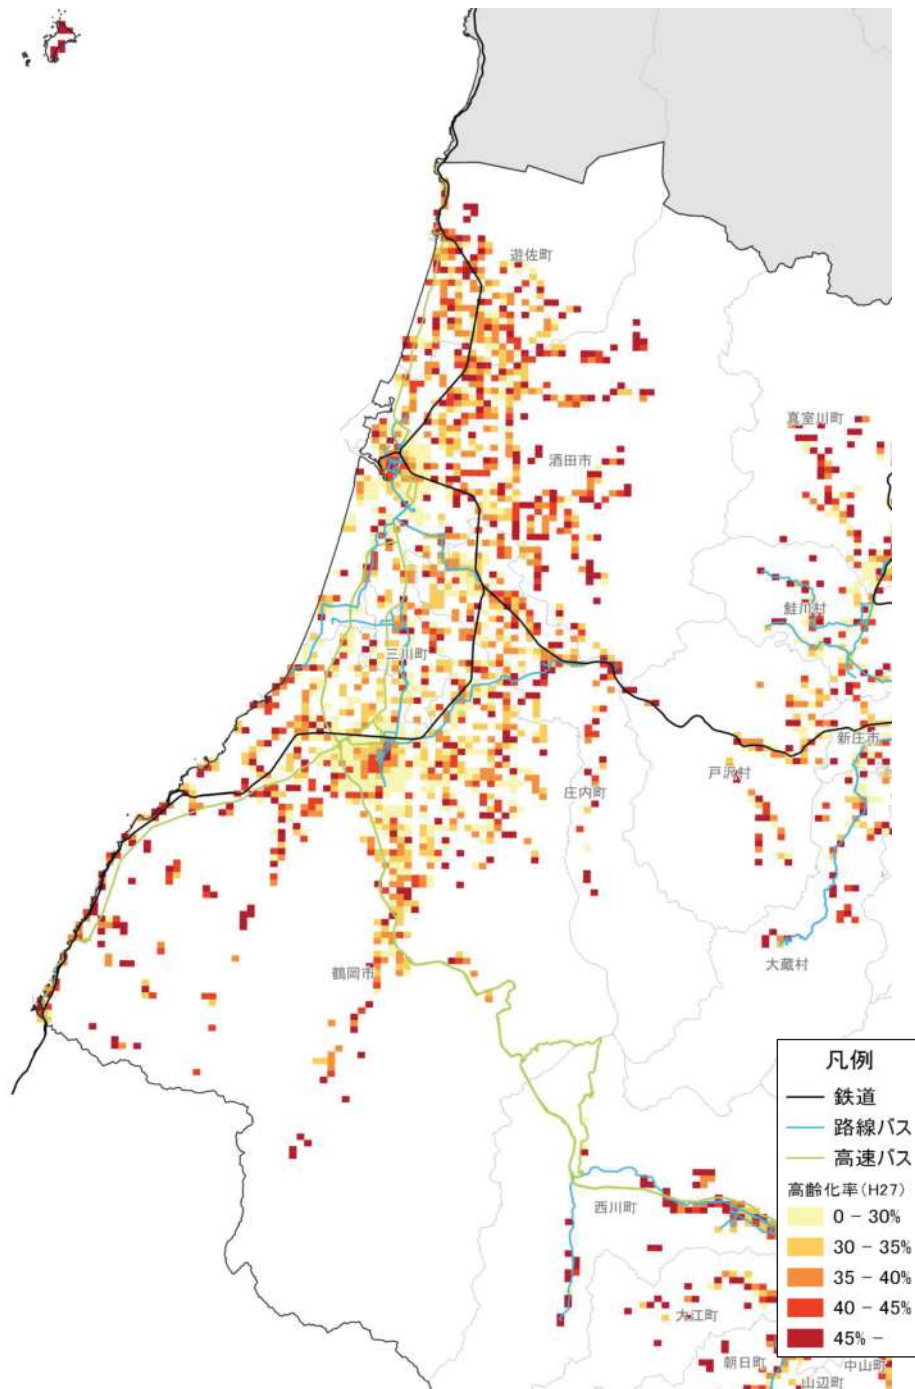 遊佐町
真室川町
酒田市
鮭川村
三川町
新庄市
戸沢村
庄内町
大蔵村
鶴岡市
凡例
鉄道
路線バス
高速バス
高齢化率(H27)
0 - 30%
30 - 35%
35 - 40%
40 - 45%
45% -
西川町
大江町
朝日町
中山町
山辺町